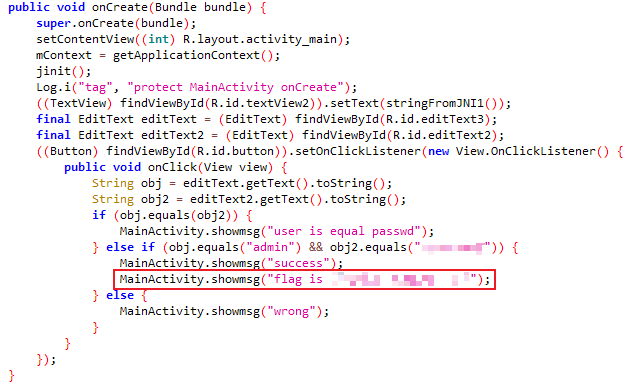 public void onCreate(Bundle bundle) {
super.onCreate(bundle);
setContentView((int) R.layout.activity_main);
mContext = getApplicationContext();
jinit();
Log.i("tag", "protect MainActivity onCreate");
((TextView) findViewById(R.id.textView2)).setText(stringFromJNI1());
final EditText editText = (EditText) findViewById(R.id.editText3);
final EditText editText2 = (EditText) findViewById(R.id.editText2);
((Button) findViewById(R.id.button)).setOnClickListener(new View.OnClickListener() {
public void onClick(View view) {
String obj = editText.getText().toString();
String obj2 = editText2.getText().toString();
if (obj.equals(obj2)) {
MainActivity.showmsg("user is equal passwd");
} else if (obj.equals("admin") && obj2.equals("")) {
MainActivity.showmsg("success");
MainActivity.showmsg("flag is ");
} else {
MainActivity.showmsg("wrong");
}
}
});
}